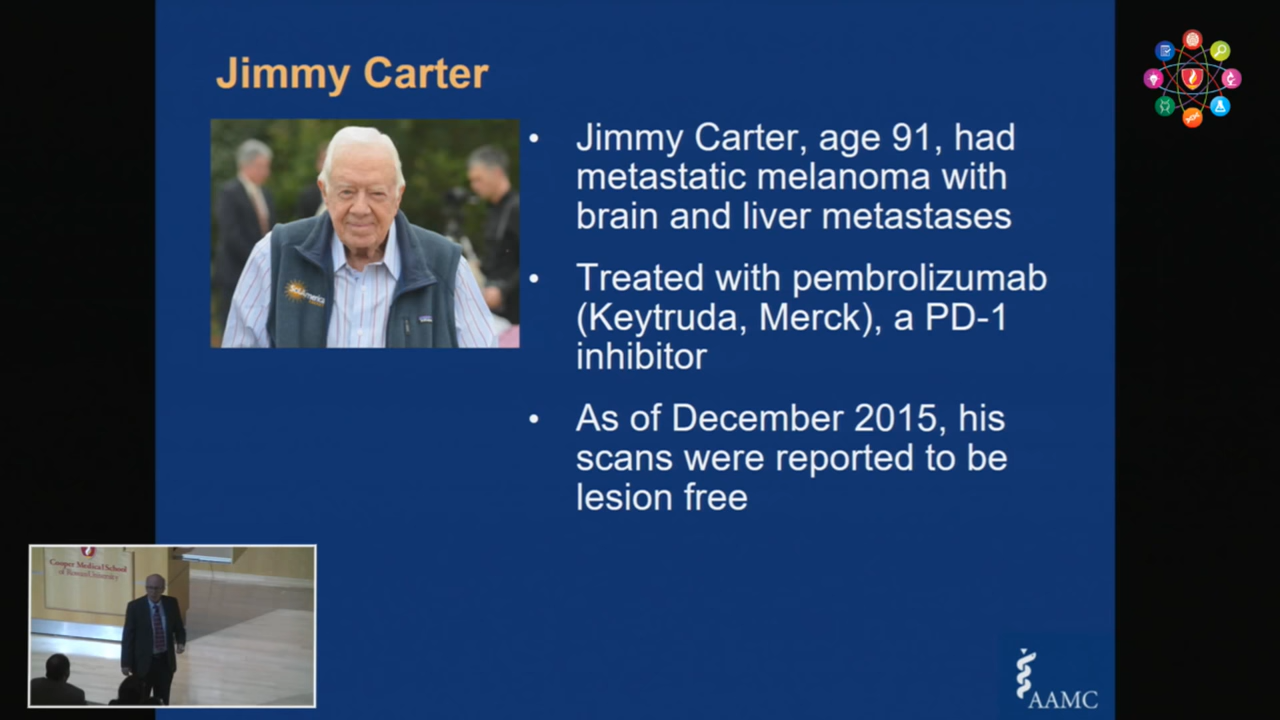 Jimmy Carter
• Jimmy Carter, age 91, had
metastatic melanoma with
brain and liver metastases
• Treated with pembrolizumab
(Keytruda, Merck), a PD-1
inhibitor
• As of December 2015, his
scans were reported to be
lesion free
Cooper Medical School
of Rowan University
AAMC